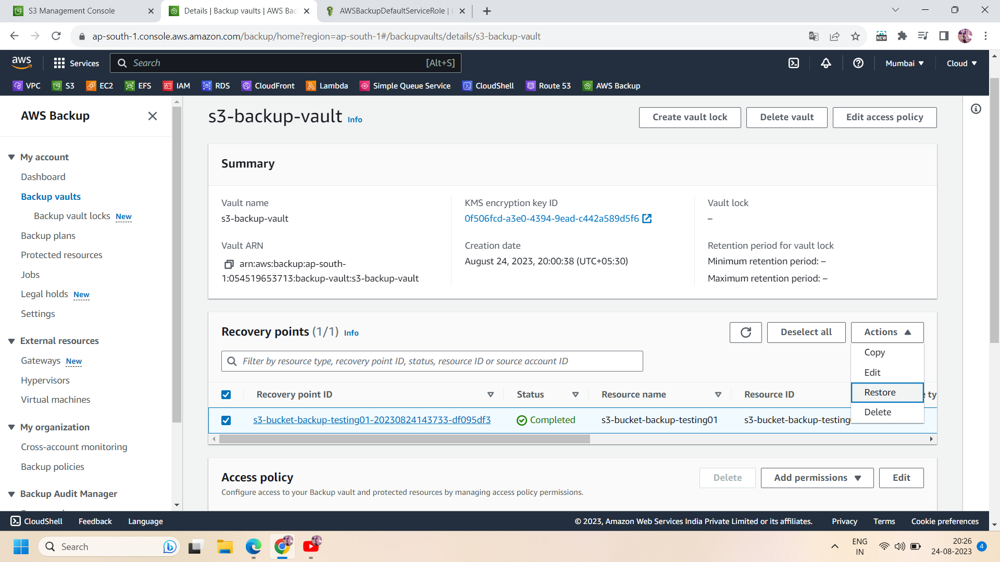 S3 Management Console
Details | Backup vaults | AWS Bac
AWSBackupDefaultServiceRole |
ap-south-1.console.aws.amazon.com/backup/home?region=ap-south-1#/backupvaults/details/s3-backup-vault
NEW
aws
Services
Search
[Alt+S]
Mumbai
Cloud
VPC
S3
EC2
EFS
IAM
RDS
CloudFront
Lambda
Simple Queue Service
CloudShell
Route 53
AWS Backup
AWS Backup
My account
Dashboard
Backup vaults
Backup vault locks New
Backup plans
Protected resources
Jobs
Legal holds New
Settings
External resources
Gateways New
Hypervisors
Virtual machines
My organization
Cross-account monitoring
Backup policies
Backup Audit Manager
s3-backup-vault Info
Create vault lock
Delete vault
Edit access policy
Summary
Vault name
s3-backup-vault
Vault ARN
arn:aws:backup:ap-south-
1:054519653713:backup-vault:s3-backup-vault
KMS encryption key ID
0f506fcd-a3e0-4394-9ead-c442a589d5f6
Creation date
August 24, 2023, 20:00:38 (UTC+05:30)
Vault lock
–
Retention period for vault lock
Minimum retention period: –
Maximum retention period: –
Recovery points (1/1) Info
Deselect all
Actions
Copy
Edit
Restore
Delete
Filter by resource type, recovery point ID, status, resource ID or source account ID
Recovery point ID
Status
Resource name
Resource ID
e ty
s3-bucket-backup-testing01-20230824143733-df095df3
Completed
s3-bucket-backup-testing01
s3-bucket-backup-testing
Access policy
Configure access to your Backup vault and protected resources by managing access policy permissions.
Delete
Add permissions
Edit
CloudShell
Feedback
Language
© 2023, Amazon Web Services India Private Limited or its affiliates.
Privacy
Terms
Cookie preferences
Search
ENG
IN
20:26
24-08-2023
4